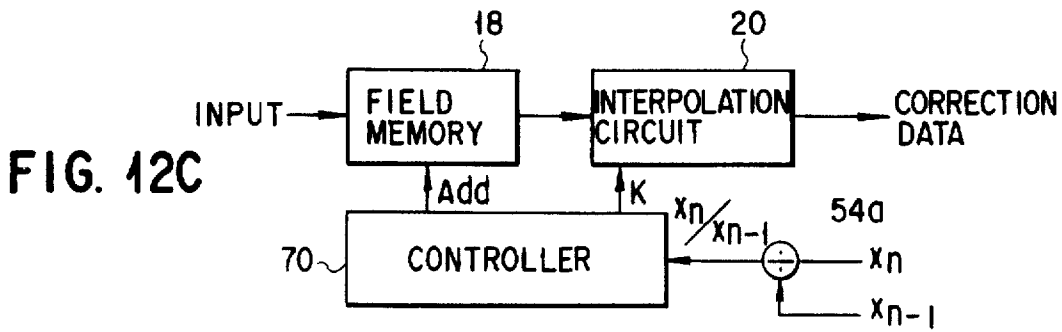 18
20
INPUT
FIELD
MEMORY
INTERPOLATION
CIRCUIT
CORRECTION
DATA
FIG. 12C
Add
K
xn/xn-1
54a
÷
xn
70
CONTROLLER
xn-1